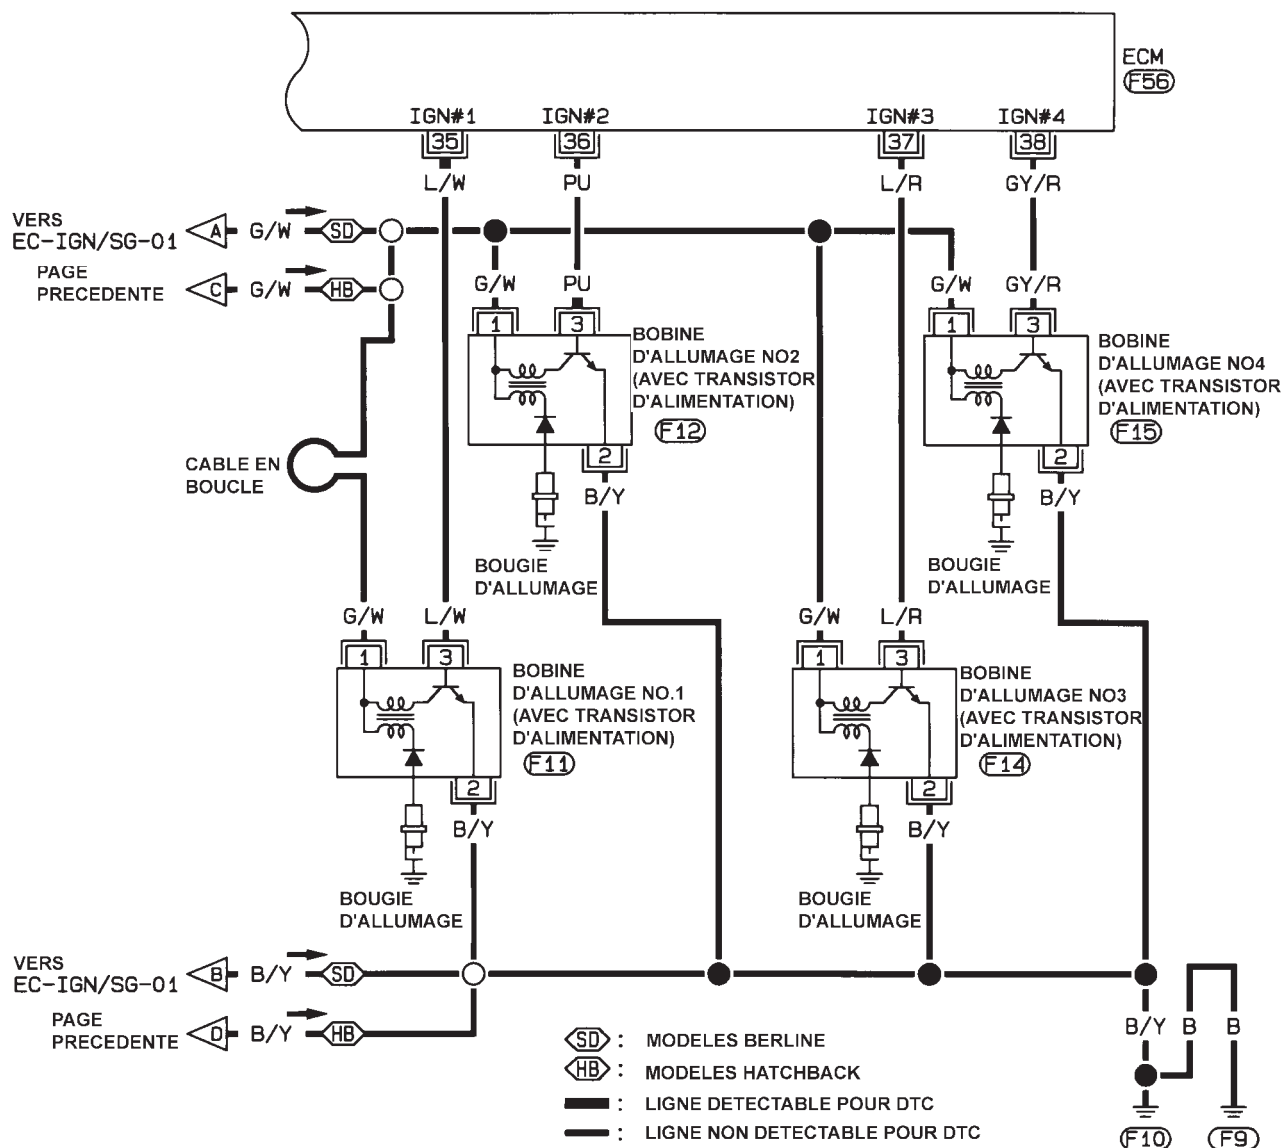 ECM
F56
IGN#1 IGN#2 IGN#3 IGN#4
35 36 37 38
L/W PU L/R GY/R
VERS
EC-IGN/SG-01
A G/W SD
PAGE
PRECEDENTE
C G/W HB
G/W PU G/W GY/R
1 3 1 3
BOBINE
D'ALLUMAGE NO2
(AVEC TRANSISTOR
D'ALIMENTATION)
F12
BOBINE
D'ALLUMAGE NO4
(AVEC TRANSISTOR
D'ALIMENTATION)
F15
2 2
B/Y B/Y
CABLE EN
BOUCLE
BOUGIE
D'ALLUMAGE
BOUGIE
D'ALLUMAGE
G/W L/W G/W L/R
1 3 1 3
BOBINE
D'ALLUMAGE NO.1
(AVEC TRANSISTOR
D'ALIMENTATION)
F11
BOBINE
D'ALLUMAGE NO3
(AVEC TRANSISTOR
D'ALIMENTATION)
F14
2 2
B/Y B/Y
BOUGIE
D'ALLUMAGE
BOUGIE
D'ALLUMAGE
VERS
EC-IGN/SG-01
B B/Y SD
PAGE
PRECEDENTE
D B/Y HB
B/Y B B
SD : MODELES BERLINE
HB : MODELES HATCHBACK
: LIGNE DETECTABLE POUR DTC
: LIGNE NON DETECTABLE POUR DTC
F10 F9